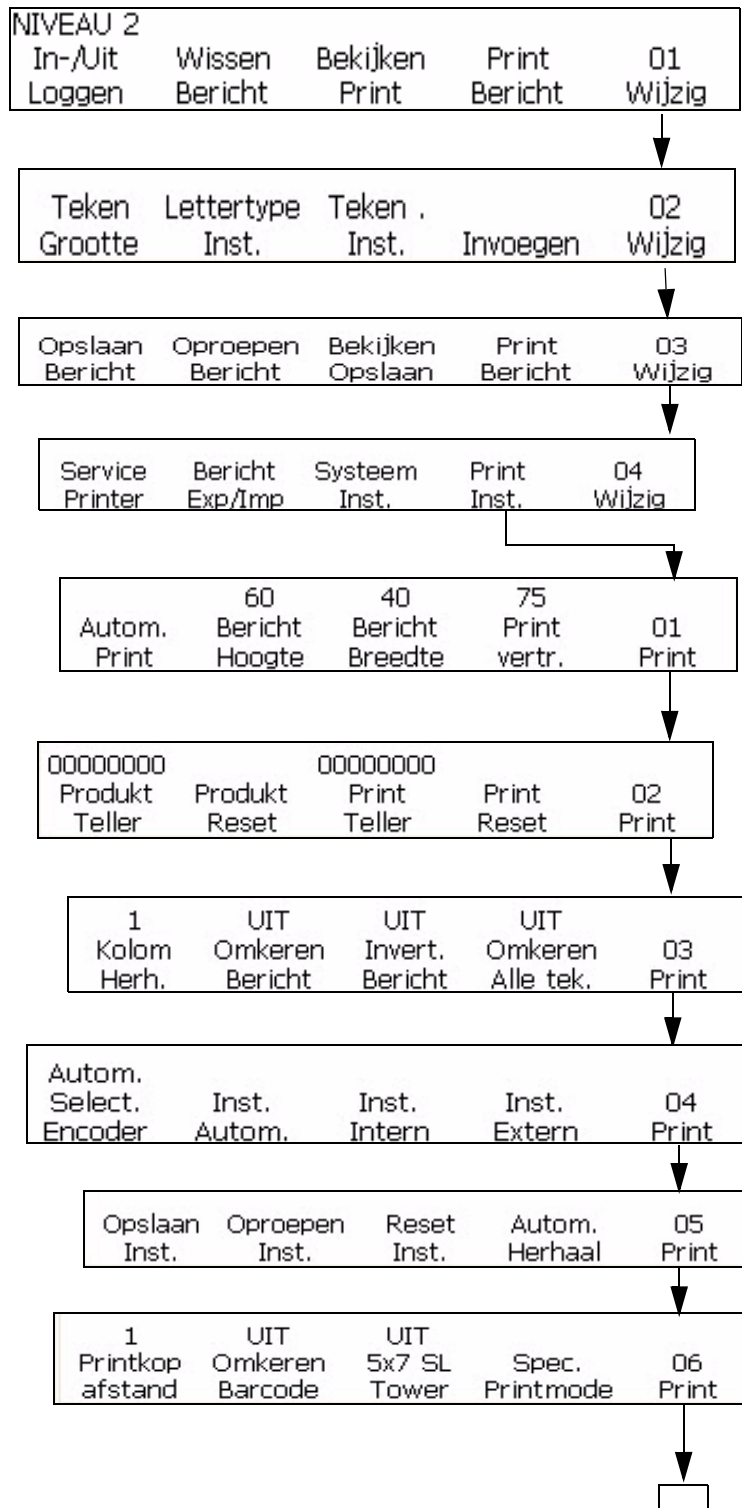 NIVEAU 2
In-/Uit Wissen Bekijken Print 01
Loggen Bericht Print Bericht Wijzig
Teken Lettertype Teken . 02
Grootte Inst. Inst. Invoegen Wijzig
Opslaan Oproepen Bekijken Print 03
Bericht Bericht Opslaan Bericht Wijzig
Service Bericht Systeem Print 04
Printer Exp/Imp Inst. Inst. Wijzig
60 40 75
Autom. Bericht Bericht Print 01
Print Hoogte Breedte vertr. Print
00000000 00000000
Produkt Produkt Print Print 02
Teller Reset Teller Reset Print
1 UIT UIT UIT
Kolom Omkeren Invert. Omkeren 03
Herh. Bericht Bericht Alle tek. Print
Autom.
Select. Inst. Inst. Inst. 04
Encoder Autom. Intern Extern Print
Opslaan Oproepen Reset Autom. 05
Inst. Inst. Inst. Herhaal Print
1 UIT UIT
Printkop Omkeren 5x7 SL Spec. 06
afstand Barcode Tower Printmode Print